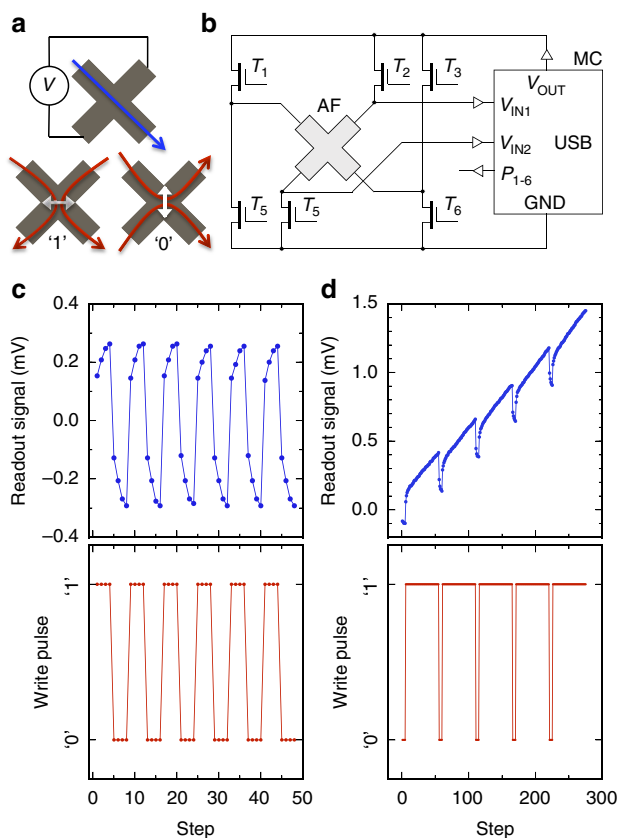 a
V
'1'
'0'
b
T1
T2
T3
MC
AF
VOUT
VIN1
VIN2
USB
P1-6
GND
T5
T5
T6
c
Readout signal (mV)
0.4
0.2
0.0
–0.2
–0.4
Write pulse
'1'
'0'
0 10 20 30 40 50
Step
d
Readout signal (mV)
1.5
1.0
0.5
0.0
Write pulse
'1'
'0'
0 100 200 300
Step